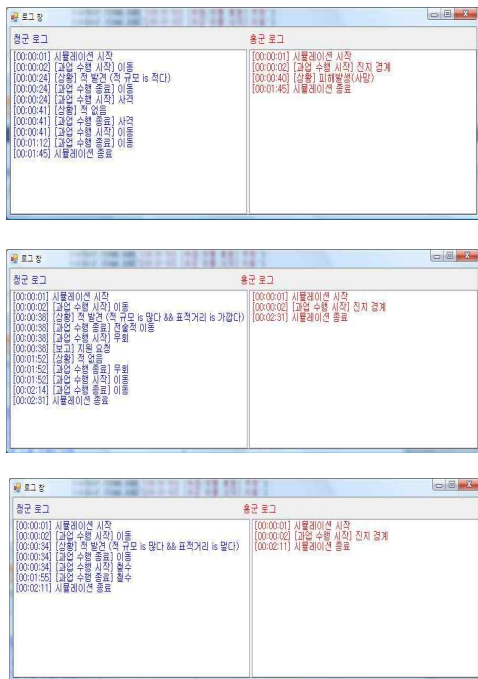 로그 창
청군 로그
홍군 로그
[00:00:01] 시뮬레이션 시작
[00:00:02] [과업 수행 시작] 이동
[00:00:24] [상황] 적 발견 (적 규모 is 적다)
[00:00:24] [과업 수행 종료] 이동
[00:00:24] [과업 수행 시작] 사격
[00:00:41] [상황] 적 없음
[00:00:41] [과업 수행 종료] 사격
[00:00:41] [과업 수행 시작] 이동
[00:01:12] [과업 수행 종료] 이동
[00:01:45] 시뮬레이션 종료
[00:00:01] 시뮬레이션 시작
[00:00:02] [과업 수행 시작] 진지 경계
[00:00:40] [상황] 피해발생(사망)
[00:01:45] 시뮬레이션 종료
로그 창
청군 로그
홍군 로그
[00:00:01] 시뮬레이션 시작
[00:00:02] [과업 수행 시작] 이동
[00:00:38] [상황] 적 발견 (적 규모 is 많다 && 표적거리 is 가깝다)
[00:00:38] [과업 수행 종료] 전술적 이동
[00:00:38] [과업 수행 시작] 우회
[00:00:38] [보고] 지원 요청
[00:01:52] [상황] 적 없음
[00:01:52] [과업 수행 종료] 우회
[00:01:52] [과업 수행 시작] 이동
[00:02:14] [과업 수행 종료] 이동
[00:02:31] 시뮬레이션 종료
[00:00:01] 시뮬레이션 시작
[00:00:02] [과업 수행 시작] 진지 경계
[00:02:31] 시뮬레이션 종료
로그 창
청군 로그
홍군 로그
[00:00:01] 시뮬레이션 시작
[00:00:02] [과업 수행 시작] 이동
[00:00:34] [상황] 적 발견 (적 규모 is 많다 && 표적거리 is 멀다)
[00:00:34] [과업 수행 종료] 이동
[00:00:34] [과업 수행 시작] 철수
[00:01:55] [과업 수행 종료] 철수
[00:02:11] 시뮬레이션 종료
[00:00:01] 시뮬레이션 시작
[00:00:02] [과업 수행 시작] 진지 경계
[00:02:11] 시뮬레이션 종료